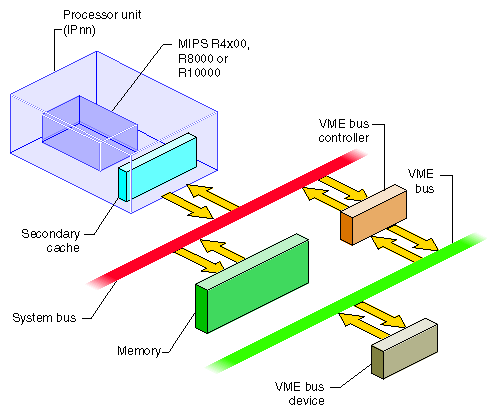 Processor unit
(IPnn)
MIPS R4x00,
R8000 or
R10000
VME bus
controller
VME
bus
Secondary
cache
System bus
Memory
VME bus
device